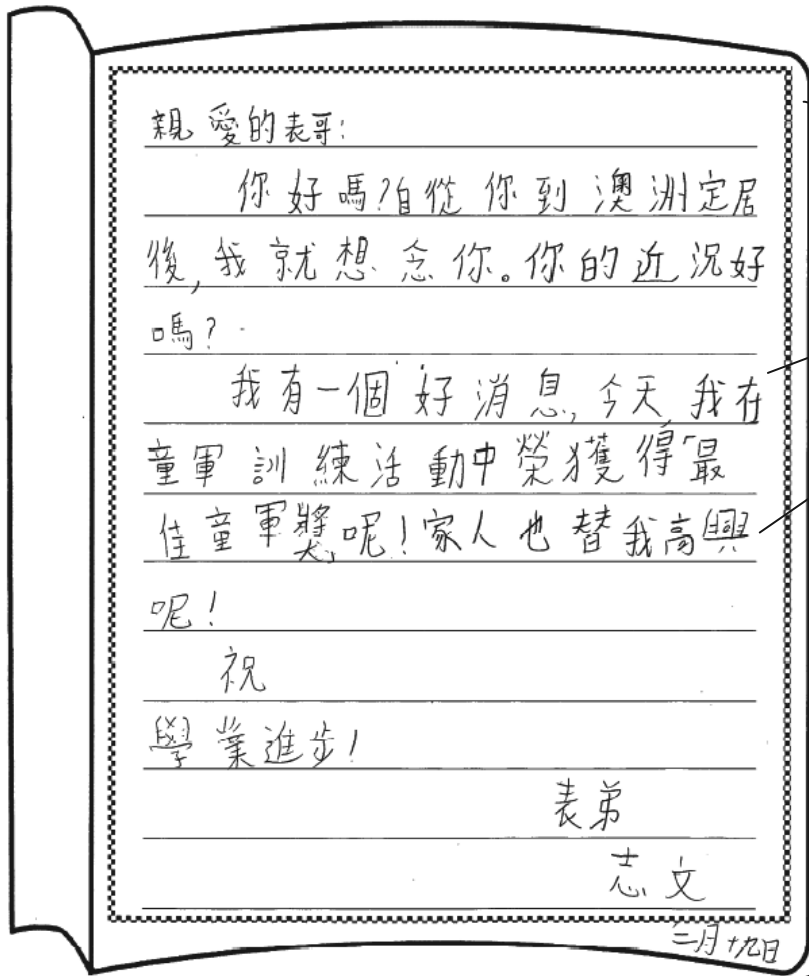 親愛的表哥:
你好嗎?自從你到澳洲定居
後,我就想念你。你的近況好
嗎?
我有一個好消息,今天,我在
童軍訓練活動中榮獲得「最
佳童軍獎」呢!家人也替我高興
呢!
祝
學業進步!
表弟
志文
二月十九日